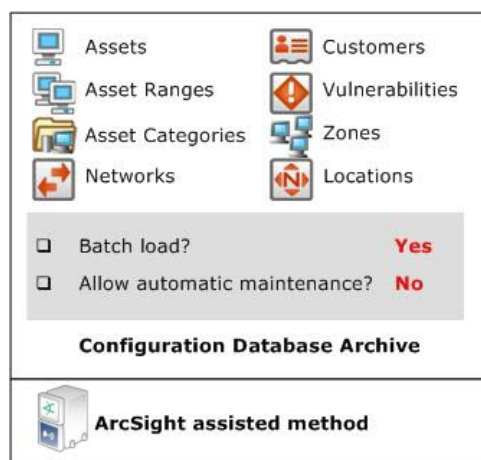 Assets
Customers
Asset Ranges
Vulnerabilities
Asset Categories
Zones
Networks
N
Locations
Batch load? Yes
Allow automatic maintenance? No
Configuration Database Archive
ArcSight assisted method